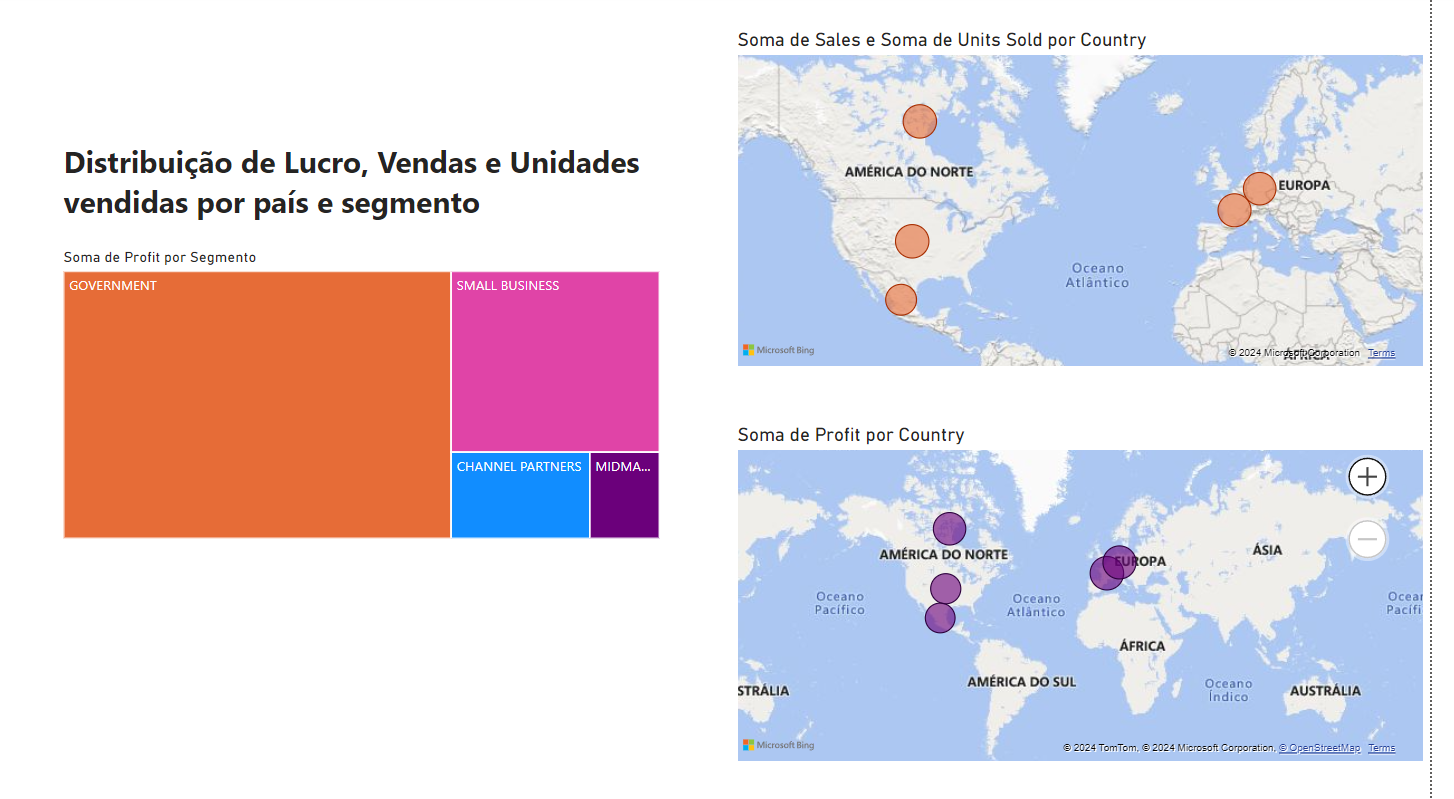 Distribuição de Lucro, Vendas e Unidades
vendidas por país e segmento
Soma de Profit por Segmento
GOVERNMENT
SMALL BUSINESS
CHANNEL PARTNERS
MIDMA...
Soma de Sales e Soma de Units Sold por Country
AMÉRICA DO NORTE
EUROPA
Oceano
Atlântico
ÁFRICA
Microsoft Bing
© 2024 Microsoft Corporation Terms
Soma de Profit por Country
AMÉRICA DO NORTE
EUROPA
ÁSIA
Oceano
Pacífico
Oceano
Atlântico
Ocear
Pacífi
ÁFRICA
AMÉRICA DO SUL
Oceano
Índico
STRÁLIA
AUSTRÁLIA
Microsoft Bing
© 2024 TomTom, © 2024 Microsoft Corporation, © OpenStreetMap Terms